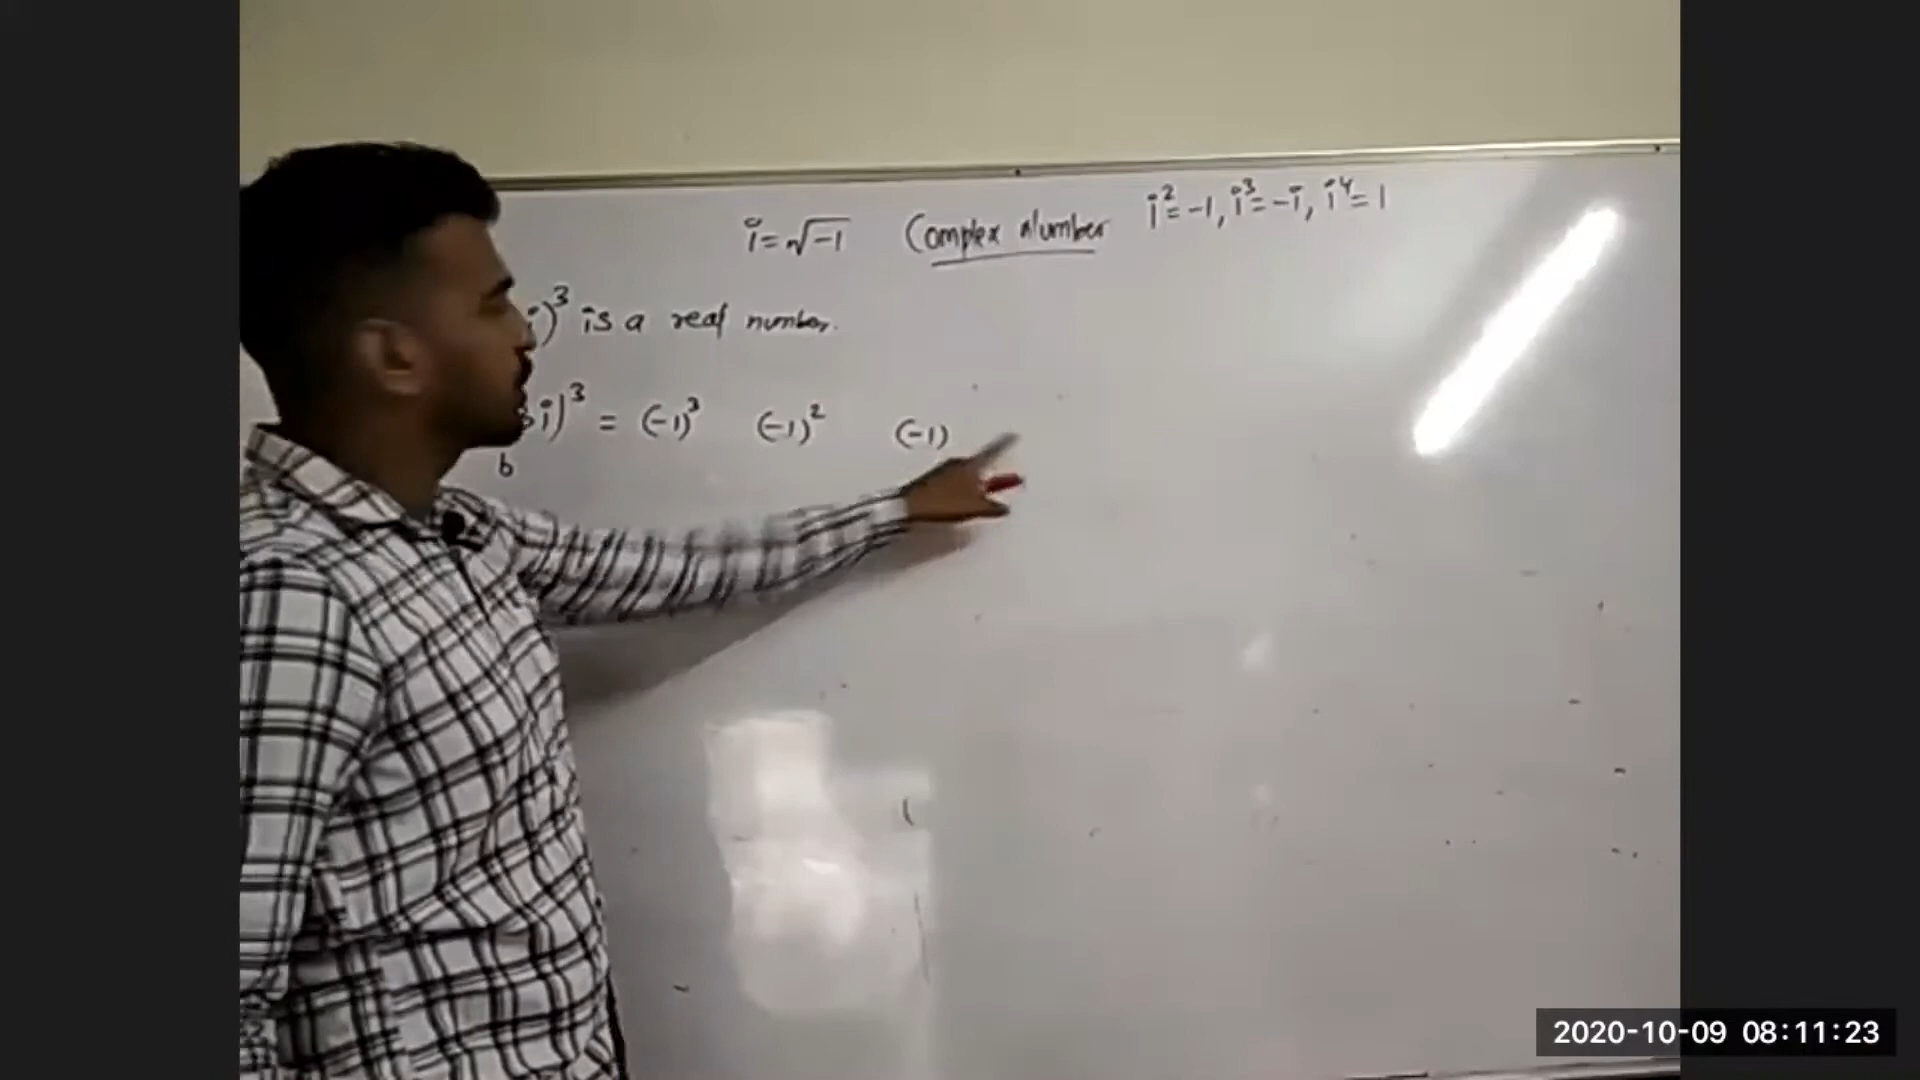 i = √-1 Complex Number i² = -1, i³ = -i, i⁴ = 1
i)³ is a real number.
i)³ = (-1)³ (-1)² (-1)
b
2020-10-09 08:11:23